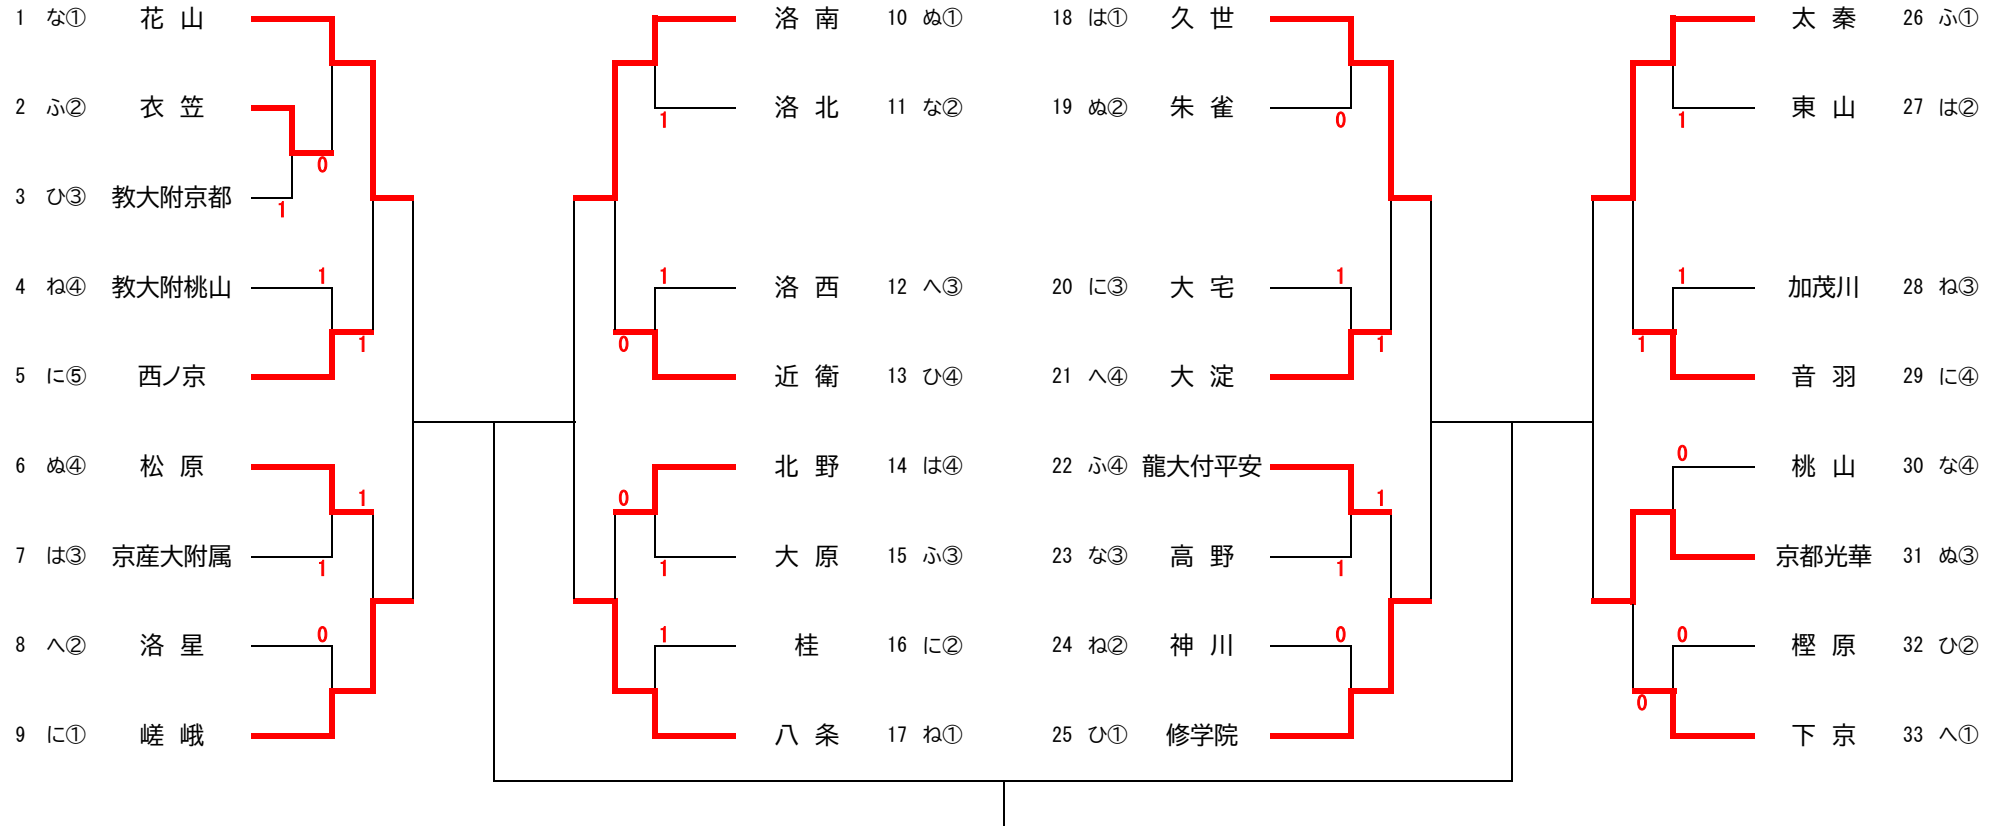 1 な① 花 山 洛 南 10 ぬ① 18 は① 久 世 太 秦 26 ふ①
2 ふ② 衣 笠 洛 北 11 な② 19 ぬ② 朱 雀 東 山 27 は②
1 0 1
0
3 ひ③ 教大附京都
1
1 1 1 1
4 ね④ 教大附桃山 洛 西 12 へ③ 20 に③ 大 宅 加茂川 28 ね③
1 0 1 1
5 に⑤ 西ノ京 近 衛 13 ひ④ 21 へ④ 大 淀 音 羽 29 に④
0
6 ぬ④ 松 原 北 野 14 は④ 22 ふ④ 龍大付平安 桃 山 30 な④
1 0 1
7 は③ 京産大附属 大 原 15 ふ③ 23 な③ 高 野 京都光華 31 ぬ③
1 1 1
0 1 0 0
8 へ② 洛 星 桂 16 に② 24 ね② 神 川 樫 原 32 ひ②
0
9 に① 嵯 峨 八 条 17 ね① 25 ひ① 修学院 下 京 33 へ①